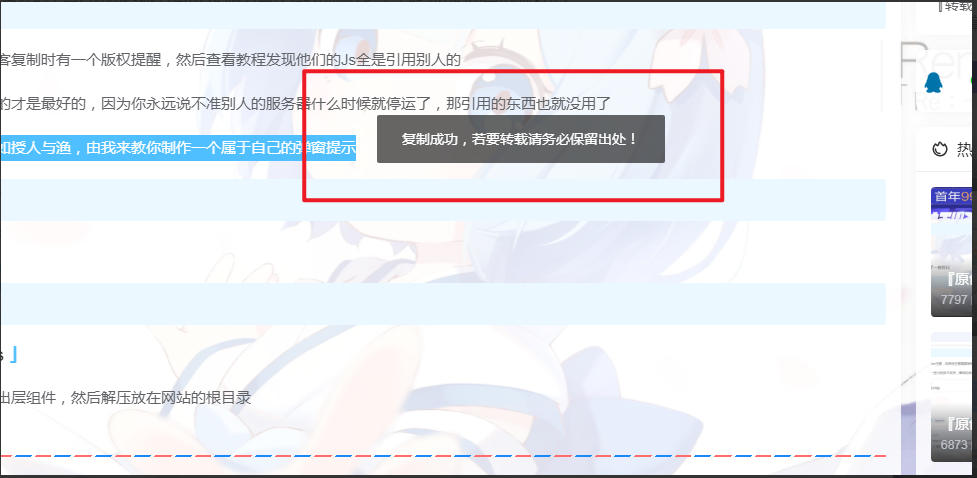 『转载
客复制时有一个版权提醒，然后查看教程发现他们的Js全是引用别人的
的才是最好的，因为你永远说不准别人的服务器什么时候就停运了，那引用的东西也就没用了
如授人与渔，由我来教你制作一个属于自己的弹窗提示
复制成功，若要转载请务必保留出处！
热
首年99
『原创
7797
s 』
出层组件，然后解压放在网站的根目录
『原创
6873